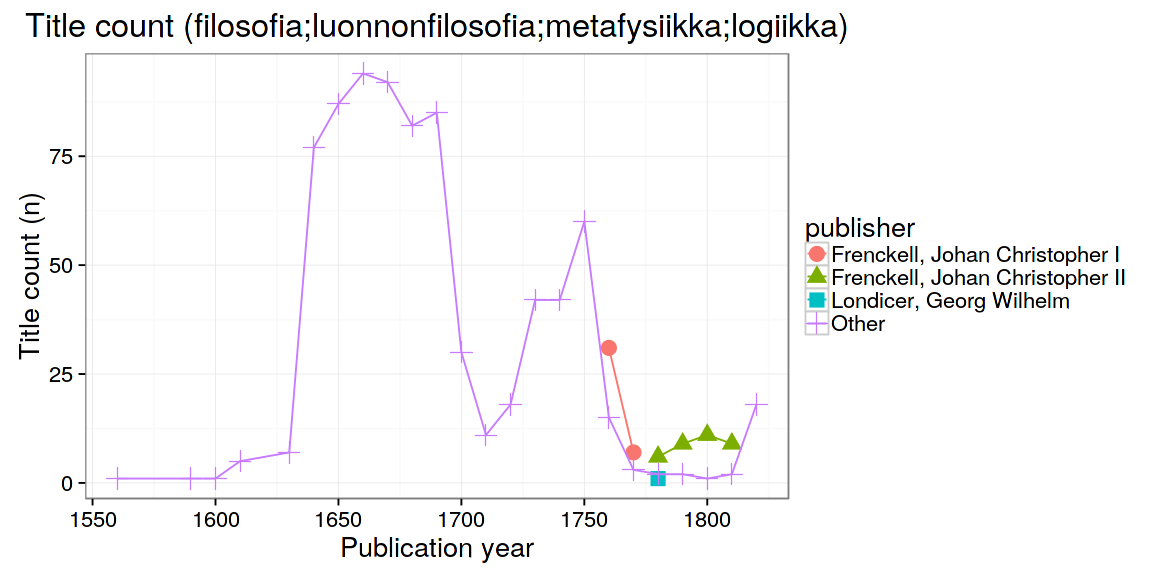 Title count (filosofia;luonnonfilosofia;metafysiikka;logiikka)
Title count (n)
75
50
25
0
1550 1600 1650 1700 1750 1800
Publication year
publisher
Frenckell, Johan Christopher I
Frenckell, Johan Christopher II
Londicer, Georg Wilhelm
Other